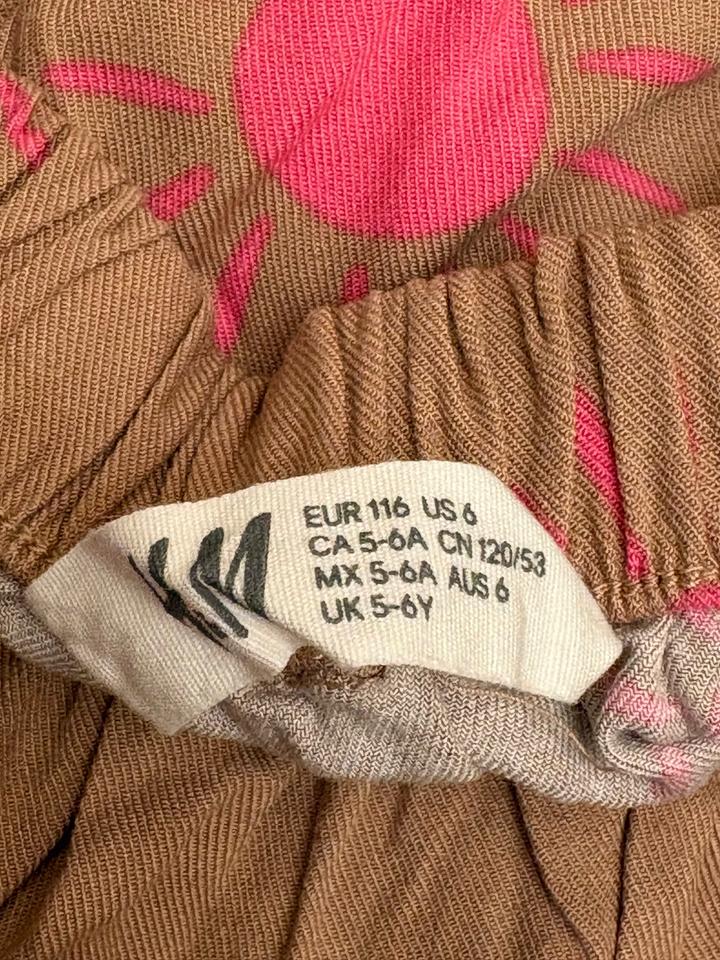 H&M
EUR 116 US 6
CA 5-6A CN 120/53
MX 5-6A AUS 6
UK 5-6Y